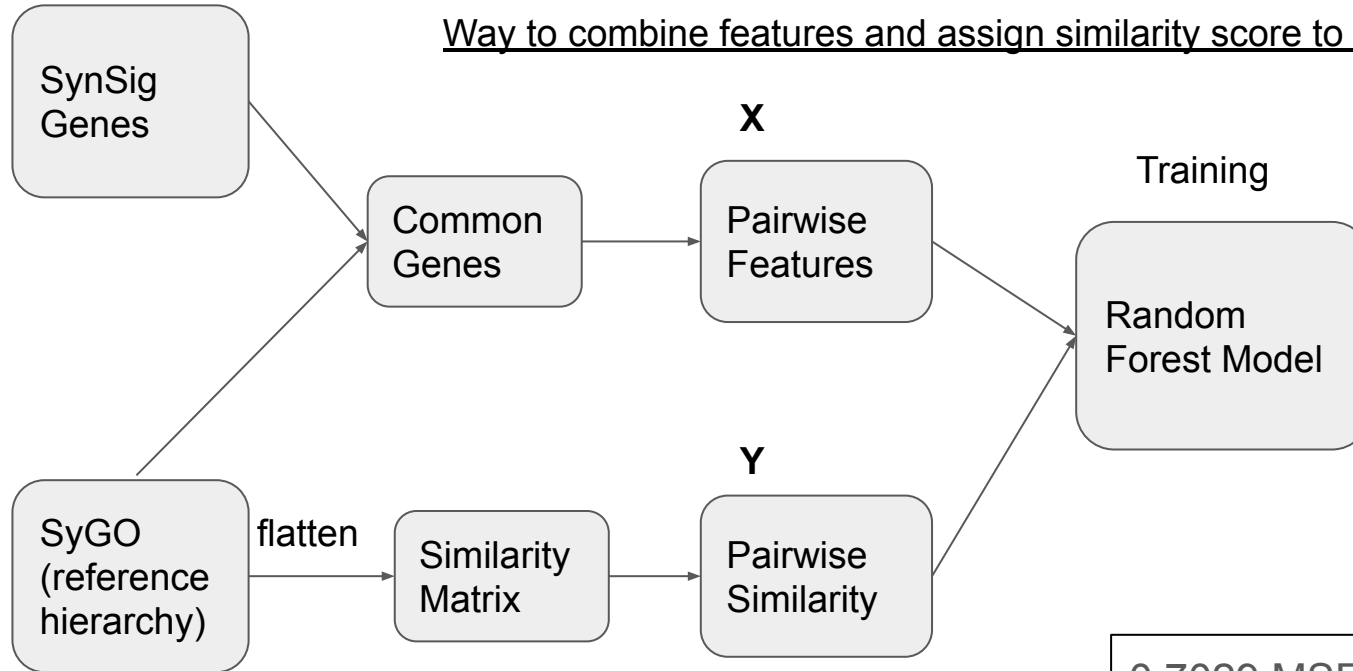 Way to combine features and assign similarity score to
SynSig
Genes
X
Training
Common
Genes
Pairwise
Features
Random
Forest Model
Y
SyGO
(reference
hierarchy)
flatten
Similarity
Matrix
Pairwise
Similarity